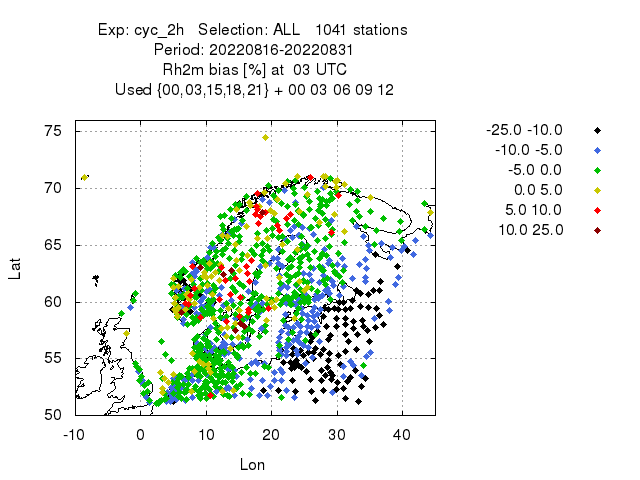 Exp: cyc_2h Selection: ALL 1041 stations
Period: 20220816-20220831
Rh2m bias [%] at 03 UTC
Used {00,03,15,18,21} + 00 03 06 09 12
75
70
65
60
55
50
Lat
-10 0 10 20 30 40
Lon
-25.0 -10.0
-10.0 -5.0
-5.0 0.0
0.0 5.0
5.0 10.0
10.0 25.0